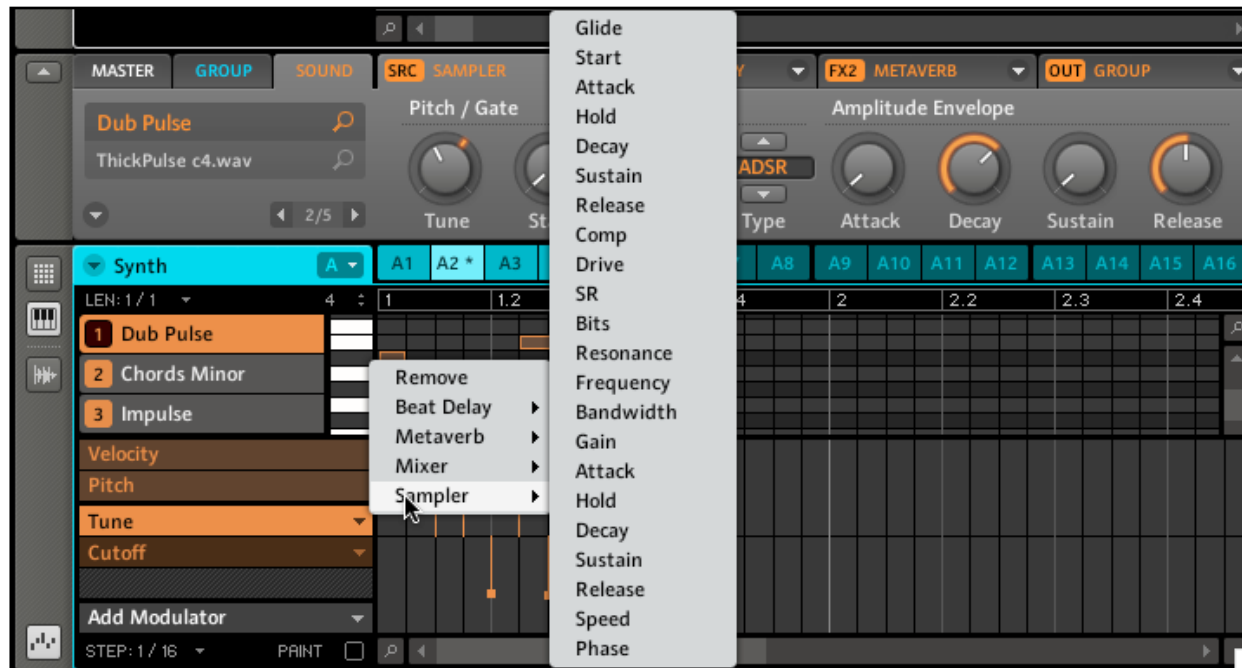 MASTER GROUP SOUND SRC SAMPLER FX2 METAVERB OUT GROUP
Pitch / Gate Amplitude Envelope
Dub Pulse
ThickPulse c4.wav ADSR
2/5 Tune Type Attack Decay Sustain Release
Synth A A1 A2 * A3 A8 A9 A10 A11 A12 A13 A14 A15 A16
LEN: 1 / 1 4 1 1.2 2 2.2 2.3 2.4
1 Dub Pulse
2 Chords Minor
3 Impulse
Velocity
Pitch
Tune
Cutoff
Add Modulator
STEP: 1 / 16 PAINT
Remove
Beat Delay
Metaverb
Mixer
Sampler
Glide
Start
Attack
Hold
Decay
Sustain
Release
Comp
Drive
SR
Bits
Resonance
Frequency
Bandwidth
Gain
Attack
Hold
Decay
Sustain
Release
Speed
Phase